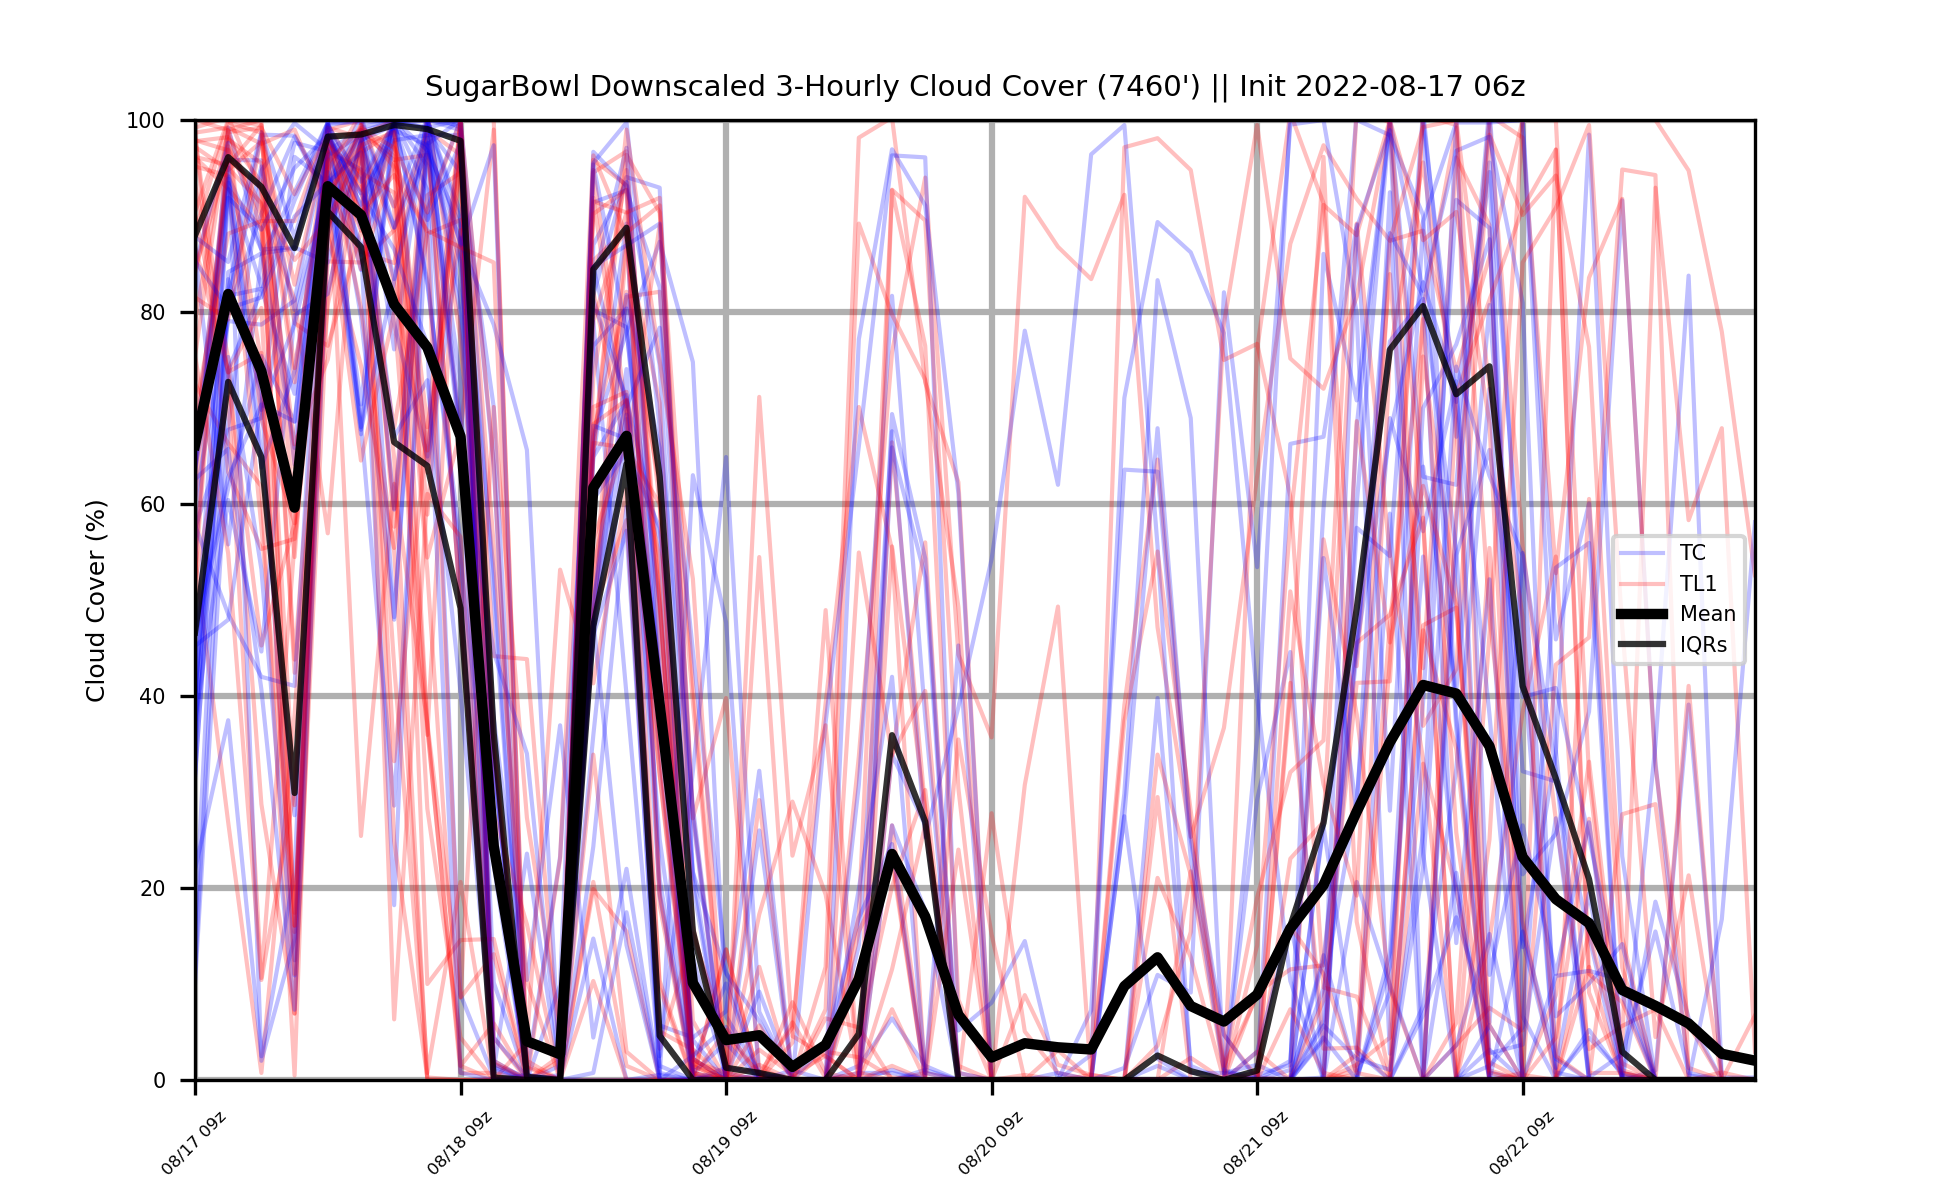 SugarBowl Downscaled 3-Hourly Cloud Cover (7460') || Init 2022-08-17 06z
Cloud Cover (%)
100
80
60
40
20
0
TC
TL1
Mean
IQRs
08/17 09z
08/18 09z
08/19 09z
08/20 09z
08/21 09z
08/22 09z